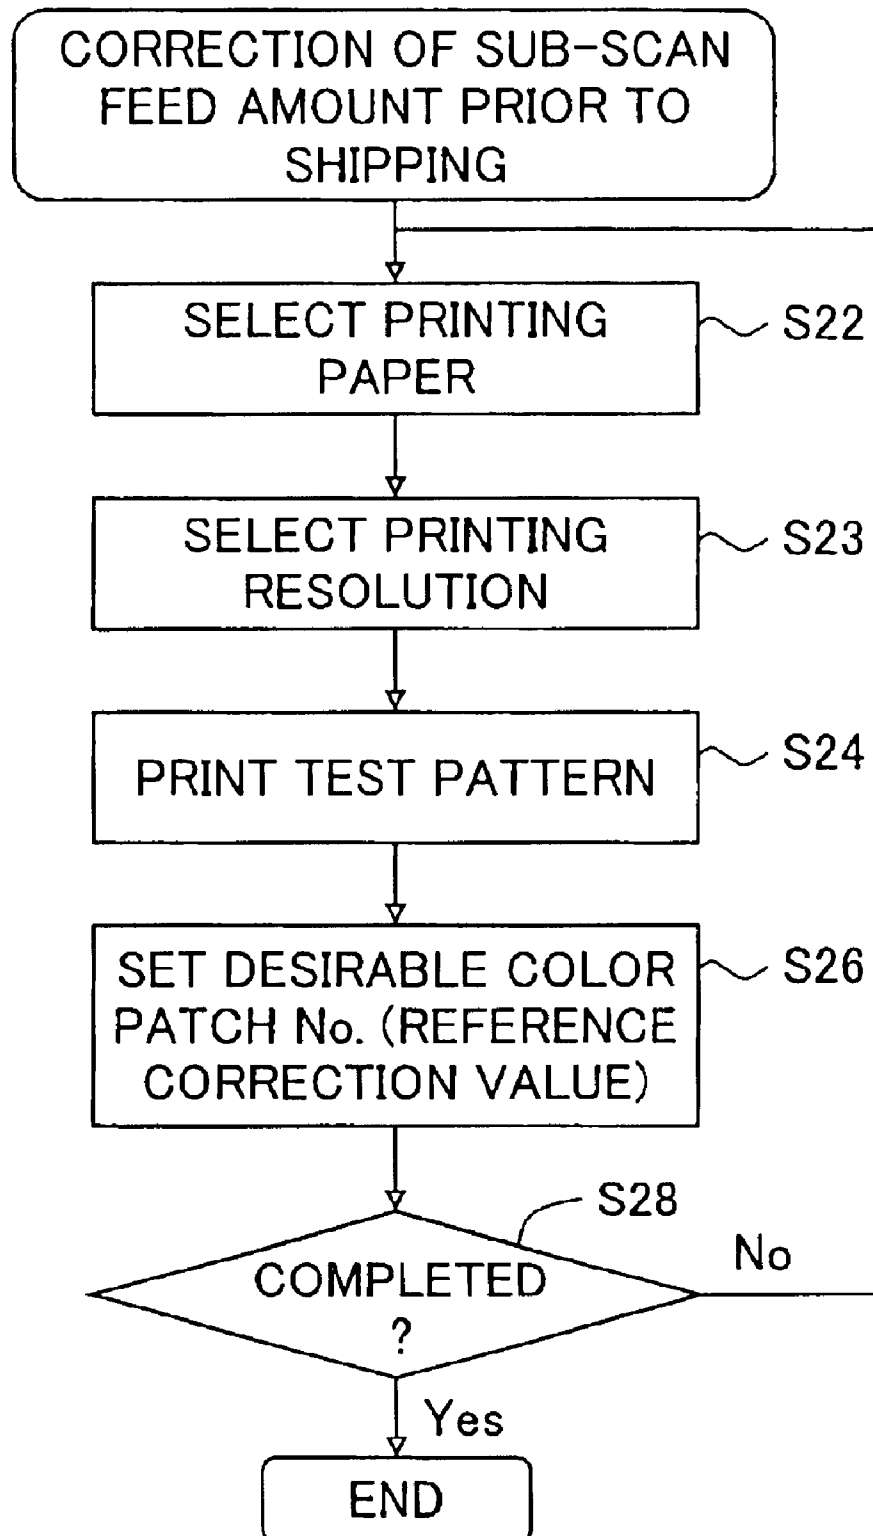 CORRECTION OF SUB-SCAN
FEED AMOUNT PRIOR TO
SHIPPING
SELECT PRINTING
PAPER
S22
SELECT PRINTING
RESOLUTION
S23
PRINT TEST PATTERN
S24
SET DESIRABLE COLOR
PATCH No. (REFERENCE
CORRECTION VALUE)
S26
S28
COMPLETED
?
No
Yes
END